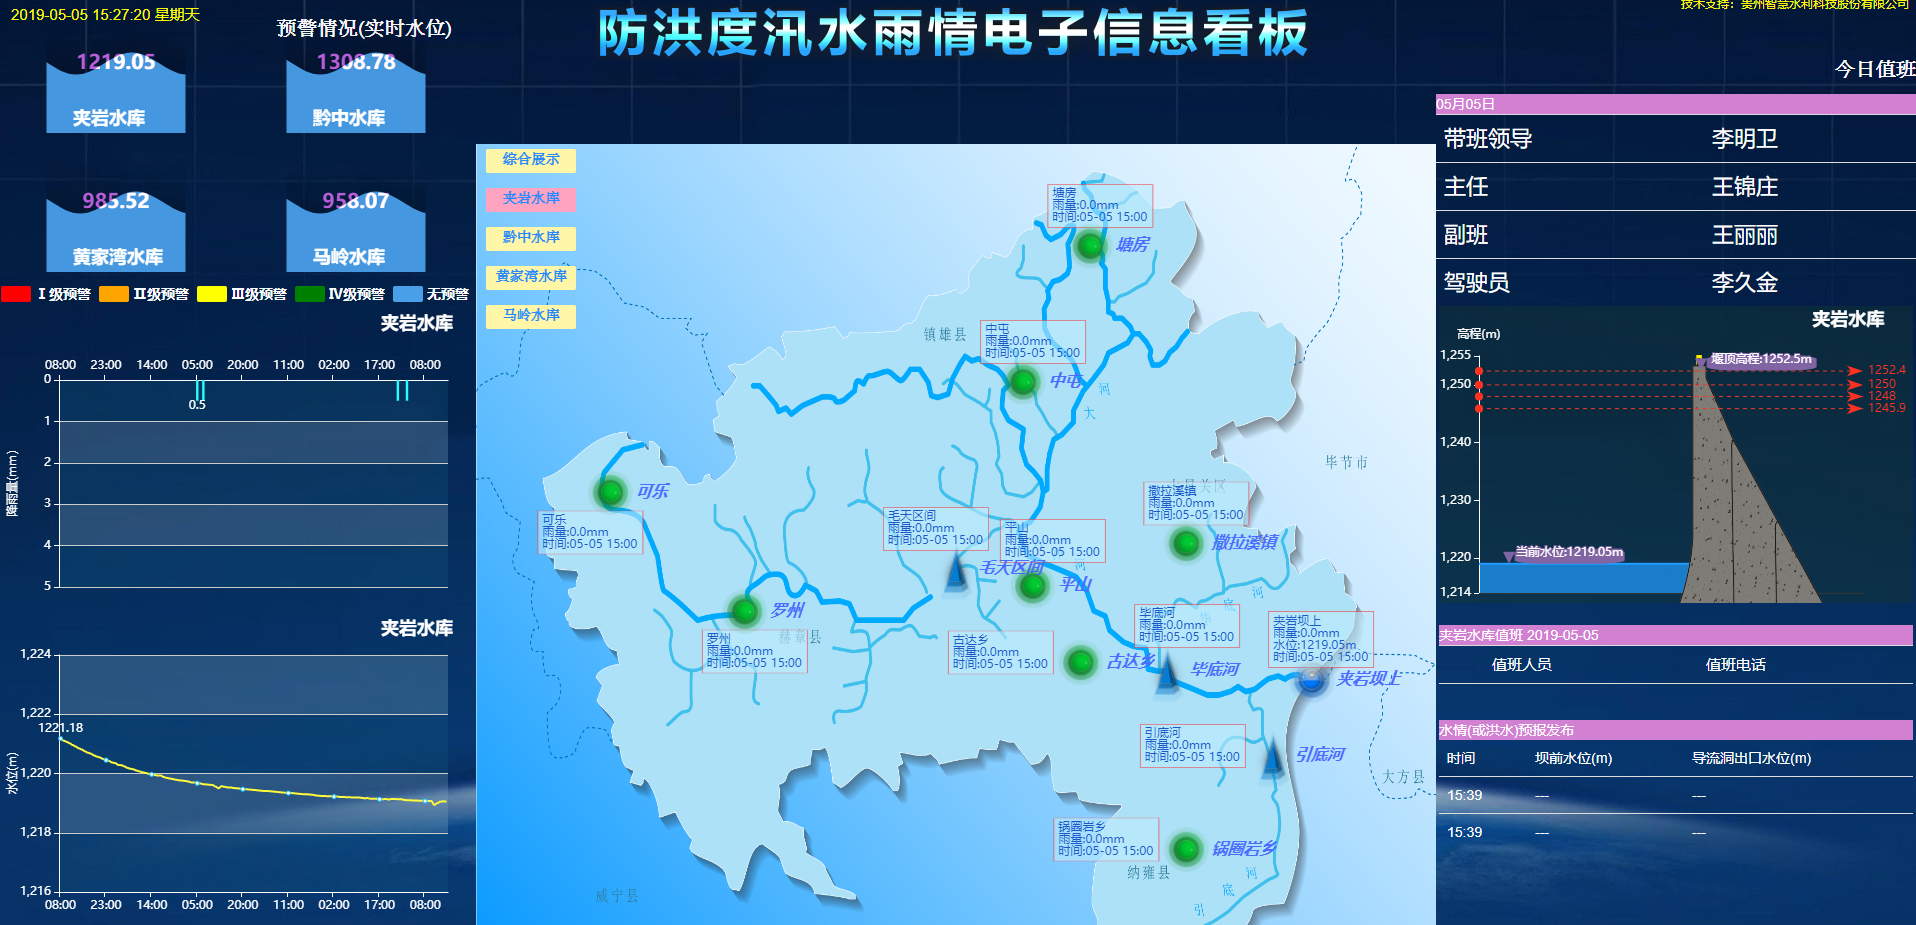 2019-05-05 15:27:20 星期天
预警情况(实时水位)
1219.05
夹岩水库
1308.78
黔中水库
985.52
黄家湾水库
958.07
马岭水库
Ⅰ级预警
Ⅱ级预警
Ⅲ级预警
Ⅳ级预警
无预警
夹岩水库
08:00 23:00 14:00 05:00 20:00 11:00 02:00 17:00 08:00
0
0.5
1
2
3
4
5
降雨量(mm)
夹岩水库
1,224
1,222
1221.18
1,220
1,218
1,216
水位(m)
08:00 23:00 14:00 05:00 20:00 11:00 02:00 17:00 08:00
防洪度汛水雨情电子信息看板
综合展示
夹岩水库
黔中水库
黄家湾水库
马岭水库
塘房
雨量:0.0mm
时间:05-05 15:00
塘房
镇雄县
中屯
雨量:0.0mm
时间:05-05 15:00
中屯
河
大
毕节市
可乐
可乐
雨量:0.0mm
时间:05-05 15:00
撒拉溪镇
雨量:0.0mm
时间:05-05 15:00
撒拉溪镇
毛天区间
雨量:0.0mm
时间:05-05 15:00
毛天区间
平山
雨量:0.0mm
时间:05-05 15:00
河
平山
罗州
罗州
雨量:0.0mm
时间:05-05 15:00
赫章县
古达乡
雨量:0.0mm
时间:05-05 15:00
古达乡
毕底河
雨量:0.0mm
时间:05-05 15:00
毕底河
毕
底
河
夹岩坝上
雨量:0.0mm
水位:1219.05m
时间:05-05 15:00
夹岩坝上
引底河
雨量:0.0mm
时间:05-05 15:00
引底河
大方县
锅圈岩乡
雨量:0.0mm
时间:05-05 15:00
锅圈岩乡
纳雍县
威宁县
河
底
引
技术支持：贵州智慧水利科技股份有限公司
今日值班
05月05日
带班领导 李明卫
主任 王锦庄
副班 王丽丽
驾驶员 李久金
夹岩水库
高程(m)
1,255
1,250
1,240
1,230
1,220
1,214
堰顶高程:1252.5m
1252.4
1250
1248
1245.9
当前水位:1219.05m
夹岩水库值班 2019-05-05
值班人员 值班电话
水情(或洪水)预报发布
时间 坝前水位(m) 导流洞出口水位(m)
15:39 --- ---
15:39 --- ---